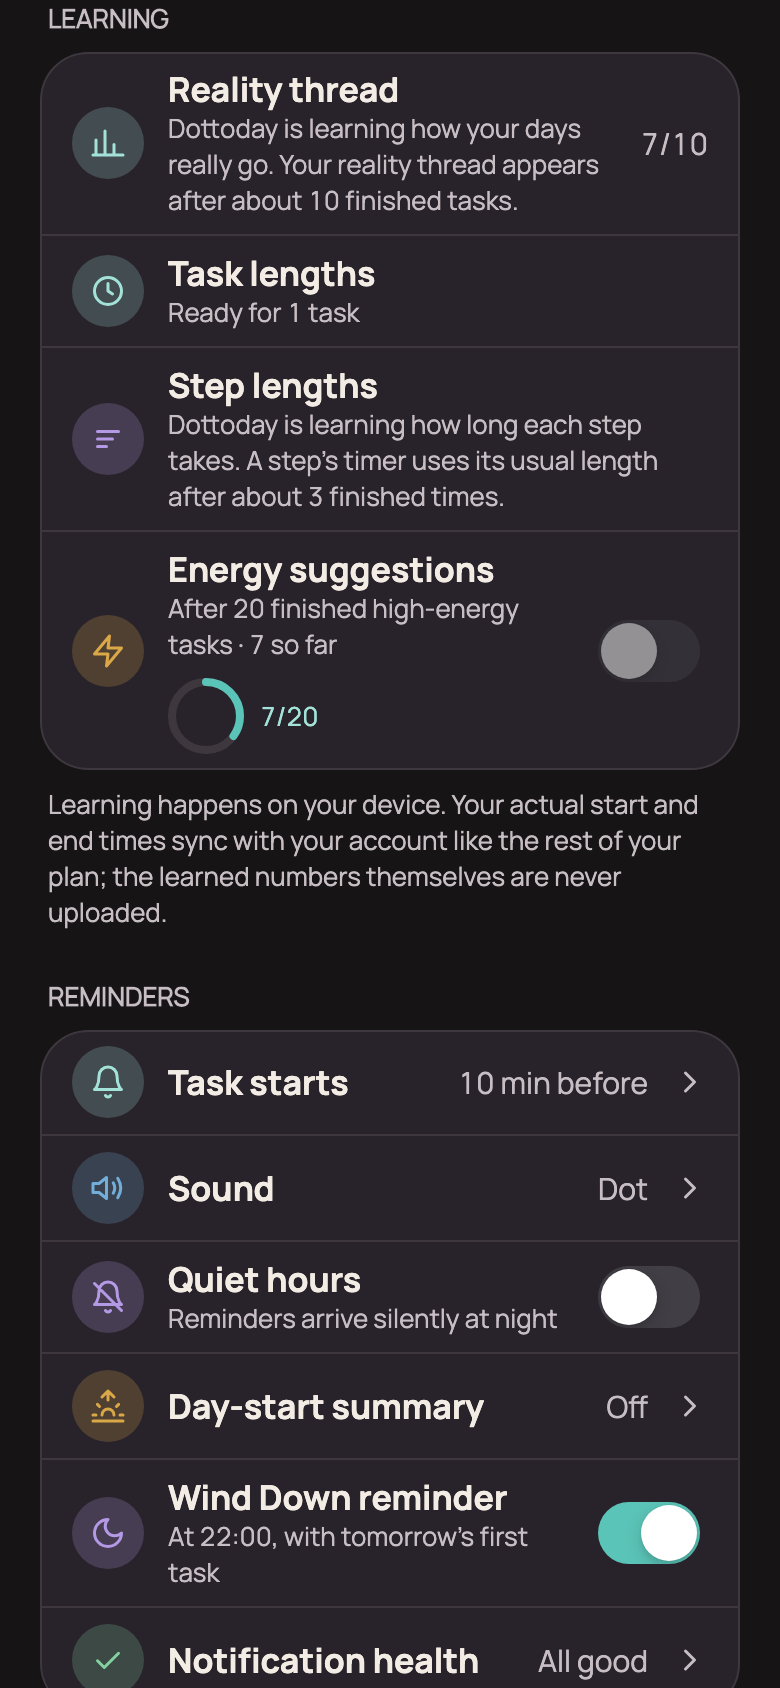 LEARNING
Reality thread
Dottoday is learning how your days
really go. Your reality thread appears
after about 10 finished tasks.
7/10
Task lengths
Ready for 1 task
Step lengths
Dottoday is learning how long each step
takes. A step’s timer uses its usual length
after about 3 finished times.
Energy suggestions
After 20 finished high-energy
tasks · 7 so far
7/20
Learning happens on your device. Your actual start and
end times sync with your account like the rest of your
plan; the learned numbers themselves are never
uploaded.
REMINDERS
Task starts
10 min before
Sound
Dot
Quiet hours
Reminders arrive silently at night
Day-start summary
Off
Wind Down reminder
At 22:00, with tomorrow’s first
task
Notification health
All good